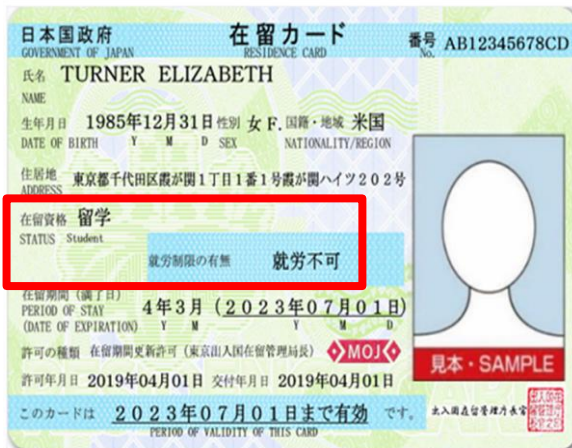 日本国政府 在留カード 番号 AB12345678CD
GOVERNMENT OF JAPAN RESIDENCE CARD No.
氏名 TURNER ELIZABETH
NAME
生年月日 1985年12月31日 性別 女 F. 国籍・地域 米国
DATE OF BIRTH Y M D SEX NATIONALITY/REGION
住居地 東京都千代田区霞が関1丁目1番1号霞が関ハイツ202号
ADDRESS
在留資格 留学
STATUS Student
就労制限の有無 就労不可
在留期間(満了日) 4年3月(2023年07月01日)
PERIOD OF STAY
(DATE OF EXPIRATION) Y M Y M D
許可の種類 在留期間更新許可(東京出入国在留管理局長) MOJ
見本・SAMPLE
許可年月日 2019年04月01日 交付年月日 2019年04月01日
このカードは 2023年07月01日まで有効 です。 出入国在留管理庁長官
PERIOD OF VALIDITY OF THIS CARD